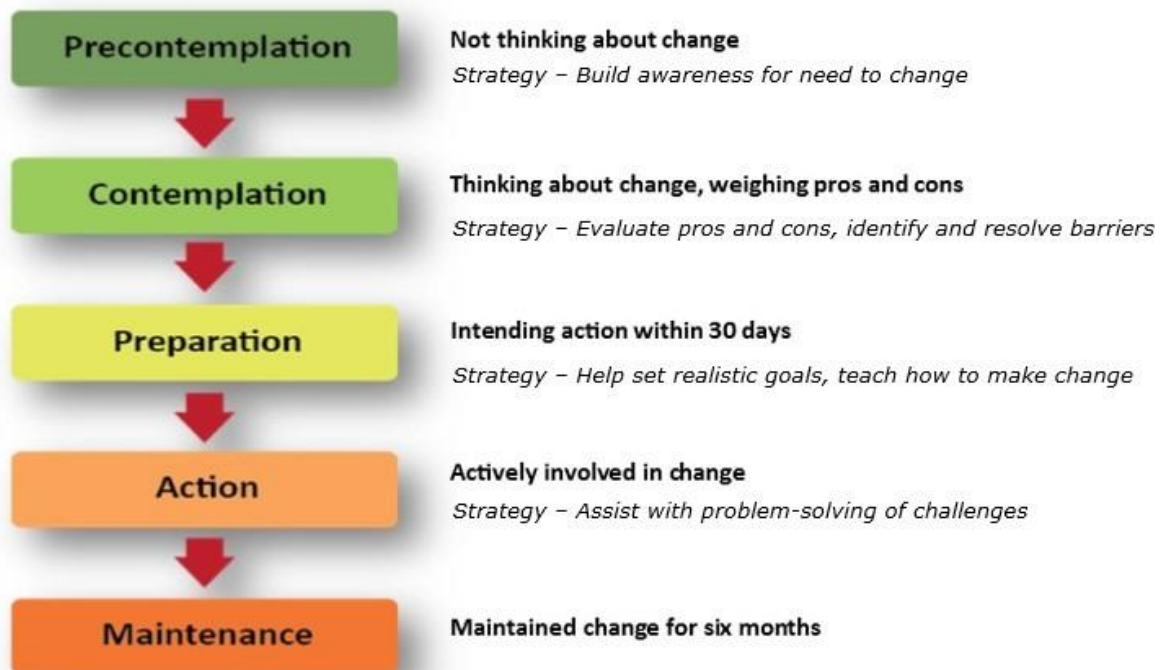 Precontemplation
Not thinking about change
Strategy – Build awareness for need to change
Contemplation
Thinking about change, weighing pros and cons
Strategy – Evaluate pros and cons, identify and resolve barriers
Preparation
Intending action within 30 days
Strategy – Help set realistic goals, teach how to make change
Action
Actively involved in change
Strategy – Assist with problem-solving of challenges
Maintenance
Maintained change for six months